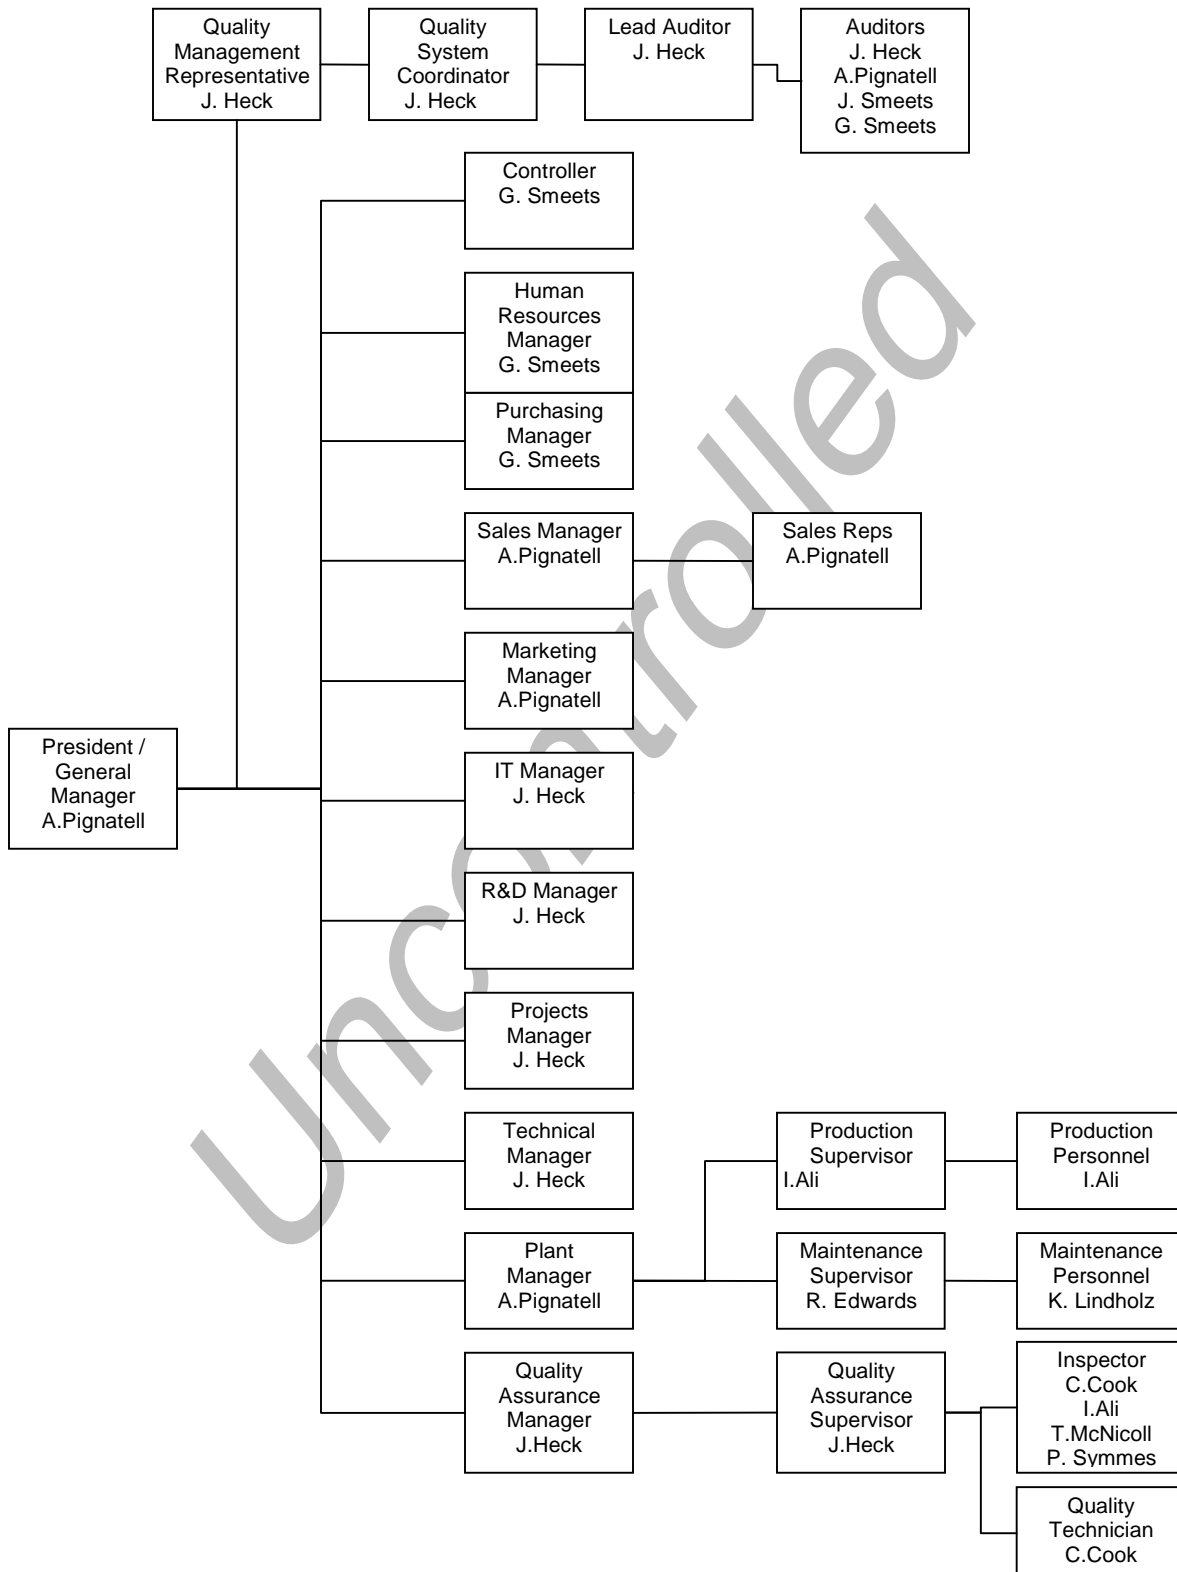 Quality
Management
Representative
J. Heck
Quality
System
Coordinator
J. Heck
Lead Auditor
J. Heck
Auditors
J. Heck
A.Pignatell
J. Smeets
G. Smeets
Controller
G. Smeets
Human
Resources
Manager
G. Smeets
Purchasing
Manager
G. Smeets
Sales Manager
A.Pignatell
Sales Reps
A.Pignatell
Marketing
Manager
A.Pignatell
President /
General
Manager
A.Pignatell
IT Manager
J. Heck
R&D Manager
J. Heck
Projects
Manager
J. Heck
Technical
Manager
J. Heck
Production
Supervisor
I.Ali
Production
Personnel
I.Ali
Plant
Manager
A.Pignatell
Maintenance
Supervisor
R. Edwards
Maintenance
Personnel
K. Lindholz
Quality
Assurance
Manager
J.Heck
Quality
Assurance
Supervisor
J.Heck
Inspector
C.Cook
I.Ali
T.McNicoll
P. Symmes
Quality
Technician
C.Cook
Uncontrolled